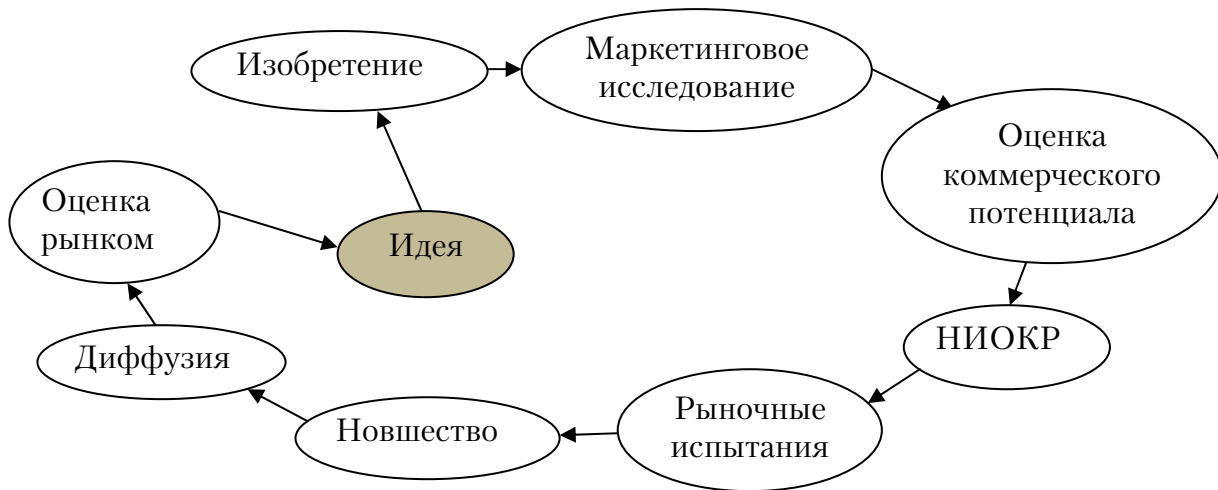 Изобретение
Маркетинговое
исследование
Оценка
коммерческого
потенциала
НИОКР
Рыночные
испытания
Новшество
Диффузия
Оценка
рынком
Идея